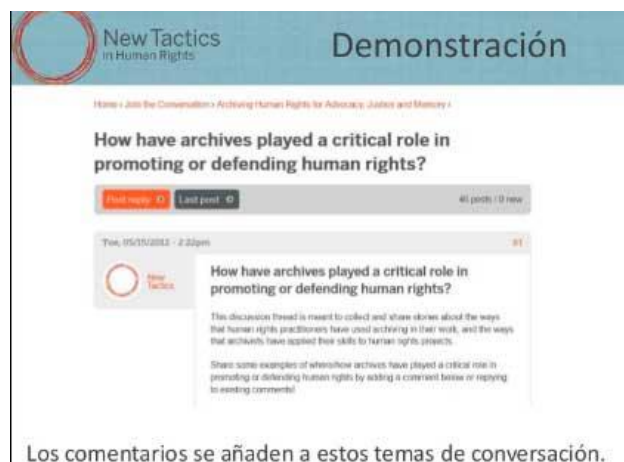 New Tactics
in Human Rights
Demonstración
Home › Join the Conversation › Archiving Human Rights for Advocacy, Justice and Memory ›
How have archives played a critical role in
promoting or defending human rights?
Post reply
Last post
posts / 0 new
Tue, 05/15/2012 - 2:22pm
#1
New
Tactics
How have archives played a critical role in
promoting or defending human rights?
This discussion thread is meant to collect and share stories about the ways
that human rights practitioners have used archiving in their work, and the ways
that archivists have applied their skills to human rights projects.
Share some examples of where/how archives have played a critical role in
promoting or defending human rights by adding a comment below or replying
to existing comments!
Los comentarios se añaden a estos temas de conversación.